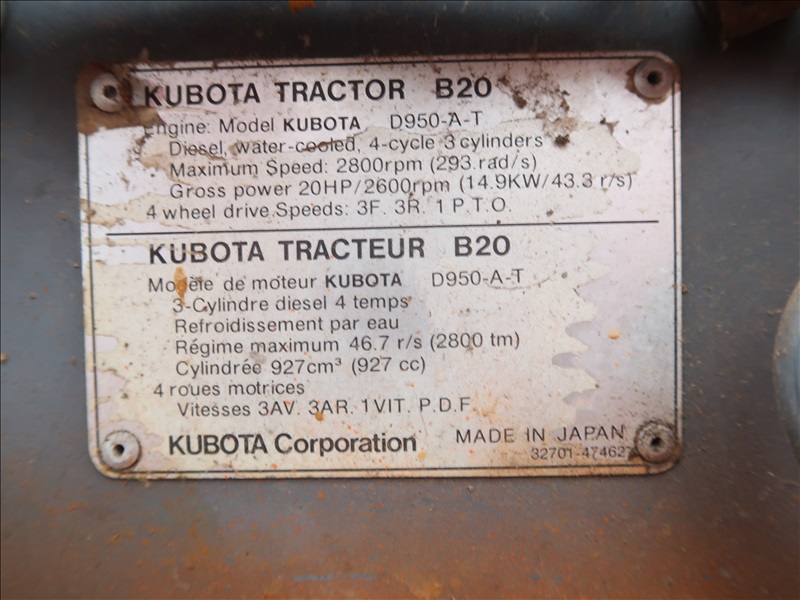 KUBOTA TRACTOR B20
Engine: Model KUBOTA D950-A-T
Diesel, water-cooled, 4-cycle 3 cylinders
Maximum Speed: 2800rpm (293 rad/s)
Gross power 20HP/2600rpm (14.9KW/43.3 r/s)
4 wheel drive Speeds: 3F. 3R. 1 P.T.O.
KUBOTA TRACTEUR B20
Modèle de moteur KUBOTA D950-A-T
3-Cylindre diesel 4 temps
Refroidissement par eau
Régime maximum 46.7 r/s (2800 tm)
Cylindrée 927cm³ (927 cc)
4 roues motrices
Vitesses 3AV. 3AR. 1VIT. P.D.F.
KUBOTA Corporation MADE IN JAPAN